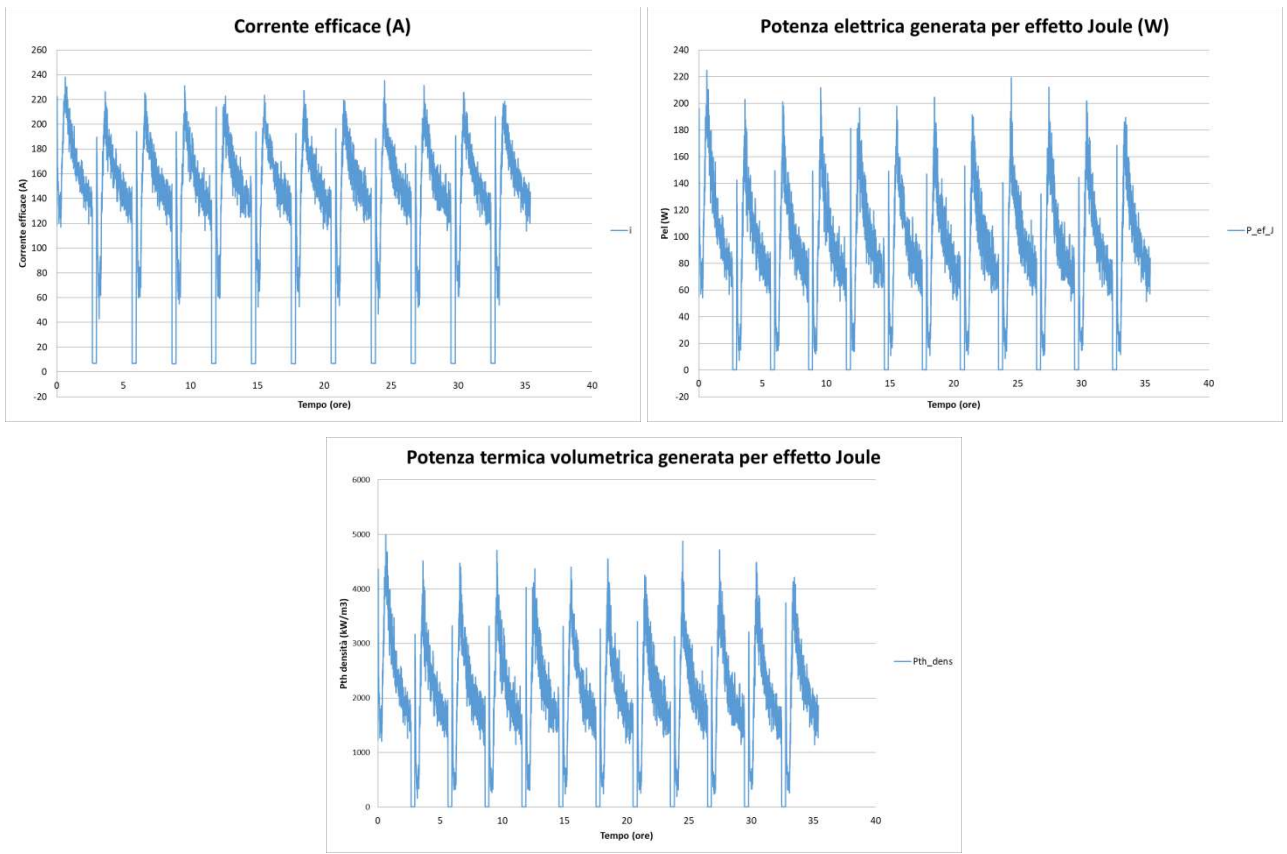 Corrente efficace (A)
260
240
220
200
180
160
140
120
100
80
60
40
20
0
-20
Corrente efficace (A)
0 5 10 15 20 25 30 35 40
Tempo (ore)
i
Potenza elettrica generata per effetto Joule (W)
240
220
200
180
160
140
120
100
80
60
40
20
0
-20
Pel (W)
0 5 10 15 20 25 30 35 40
Tempo (ore)
P_ef_J
Potenza termica volumetrica generata per effetto Joule
6000
5000
4000
3000
2000
1000
0
Pth densità (kW/m3)
0 5 10 15 20 25 30 35 40
Tempo (ore)
Pth_dens